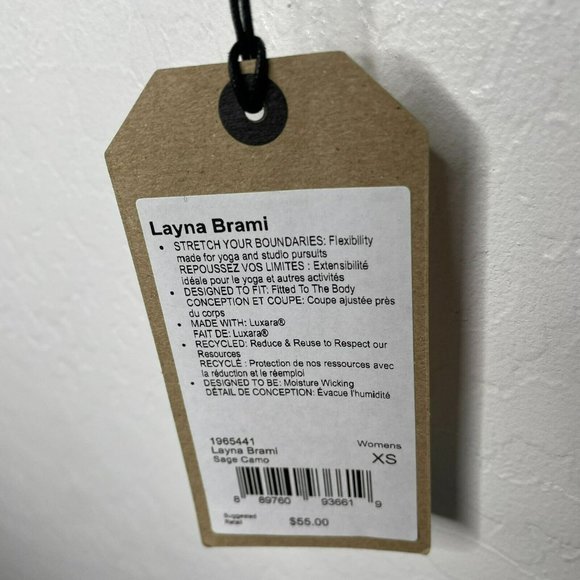 Layna Brami
• STRETCH YOUR BOUNDARIES: Flexibility
made for yoga and studio pursuits
REPOUSSEZ VOS LIMITES : Extensibilité
idéale pour le yoga et autres activités
• DESIGNED TO FIT: Fitted To The Body
CONCEPTION ET COUPE: Coupe ajustée près
du corps
• MADE WITH: Luxara®
FAIT DE: Luxara®
• RECYCLED: Reduce & Reuse to Respect our
Resources
RECYCLÉ : Protection de nos ressources avec
la réduction et le réemploi
• DESIGNED TO BE: Moisture Wicking
DÉTAIL DE CONCEPTION: Évacue l'humidité
1965441 Womens
Layna Brami XS
Sage Camo
8 89760 93661 9
Suggested
Retail $55.00